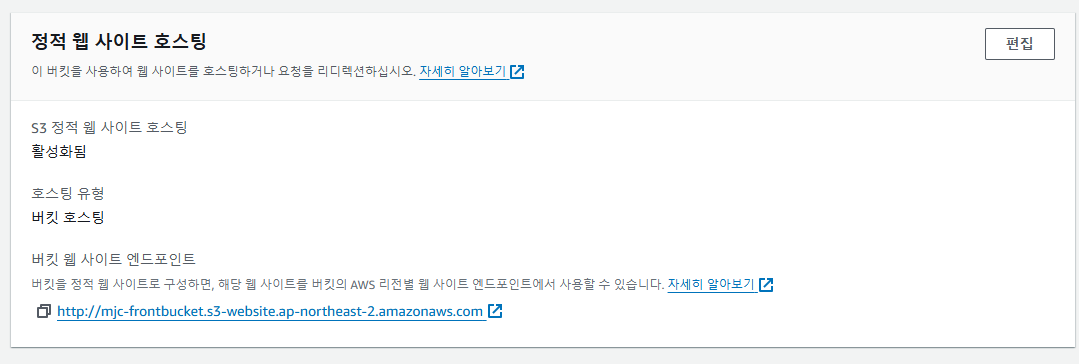 정적 웹 사이트 호스팅
편집
이 버킷을 사용하여 웹 사이트를 호스팅하거나 요청을 리디렉션하십시오. 자세히 알아보기
S3 정적 웹 사이트 호스팅
활성화됨
호스팅 유형
버킷 호스팅
버킷 웹 사이트 엔드포인트
버킷을 정적 웹 사이트로 구성하면, 해당 웹 사이트를 버킷의 AWS 리전별 웹 사이트 엔드포인트에서 사용할 수 있습니다. 자세히 알아보기
http://mjc-frontbucket.s3-website.ap-northeast-2.amazonaws.com